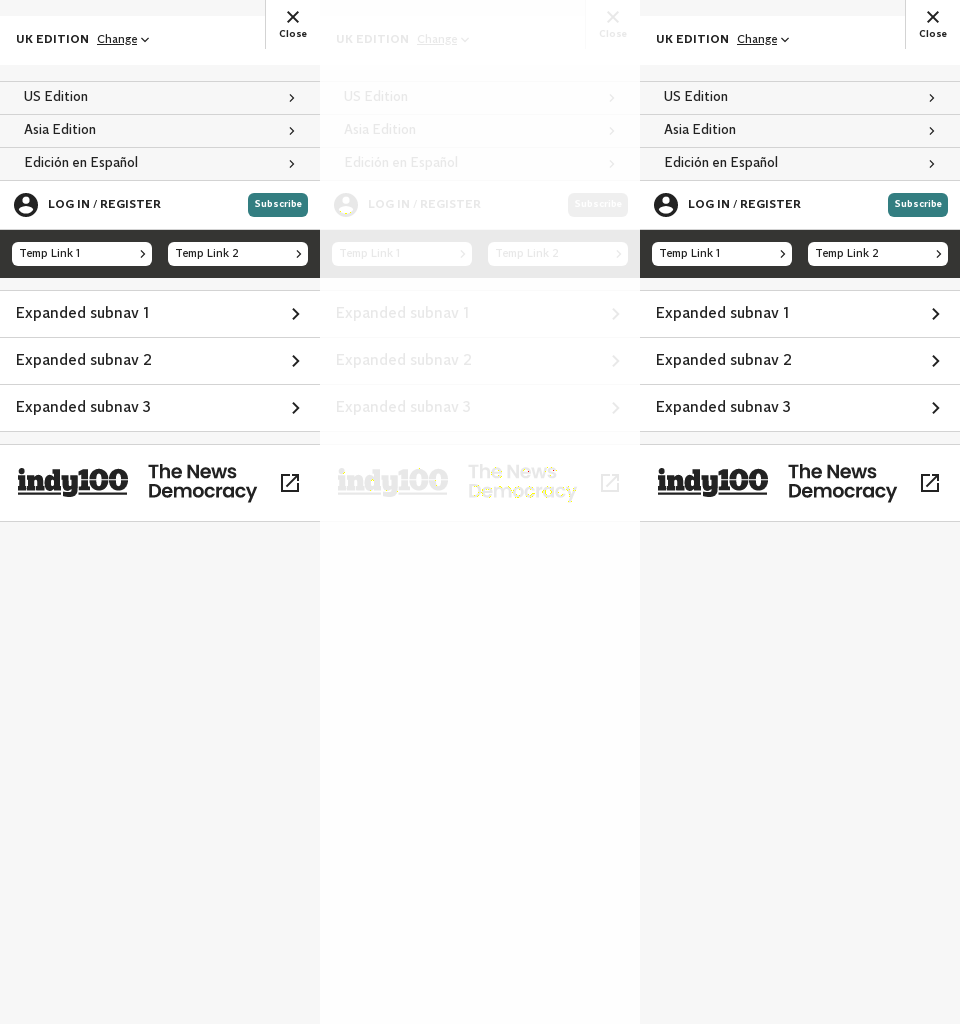 UK EDITION Change
Close
US Edition
Asia Edition
Edición en Español
LOG IN / REGISTER
Subscribe
Temp Link 1
Temp Link 2
Expanded subnav 1
Expanded subnav 2
Expanded subnav 3
indy100
The News
Democracy
UK EDITION Change
Close
US Edition
Asia Edition
Edición en Español
LOG IN / REGISTER
Subscribe
Temp Link 1
Temp Link 2
Expanded subnav 1
Expanded subnav 2
Expanded subnav 3
indy100
The News
Democracy
UK EDITION Change
Close
US Edition
Asia Edition
Edición en Español
LOG IN / REGISTER
Subscribe
Temp Link 1
Temp Link 2
Expanded subnav 1
Expanded subnav 2
Expanded subnav 3
indy100
The News
Democracy